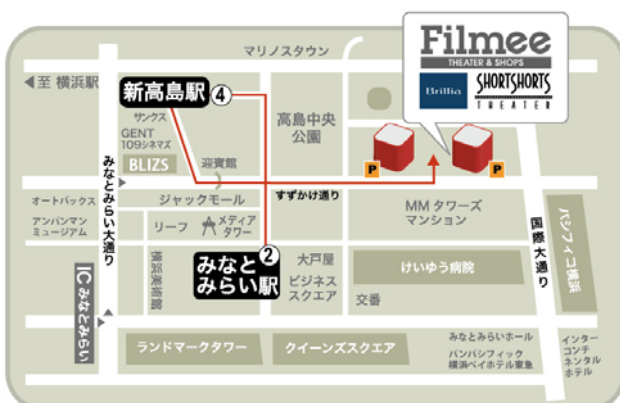 マリノスタウン
Filmee
THEATER & SHOPS
Brillia
SHORTSHORTS
THEATER
◀至 横浜駅
新高島駅
④
サンクス
GENT
109シネマズ
BLIZS
迎賓館
高島中央
公園
P
P
みなとみらい大通り
オートバックス
ジャックモール
すずかけ通り
MM タワーズ
マンション
アンパンマン
ミュージアム
リーフ
メディア
タワー
国際大通り
パシフィコ横浜
横浜美術館
②
みなと
みらい駅
大戸屋
ビジネス
スクエア
けいゆう病院
交番
IC みなとみらい
ランドマークタワー
クイーンズスクエア
みなとみらいホール
パンパシフィック
横浜ベイホテル東急
インター
コンチ
ネンタル
ホテル